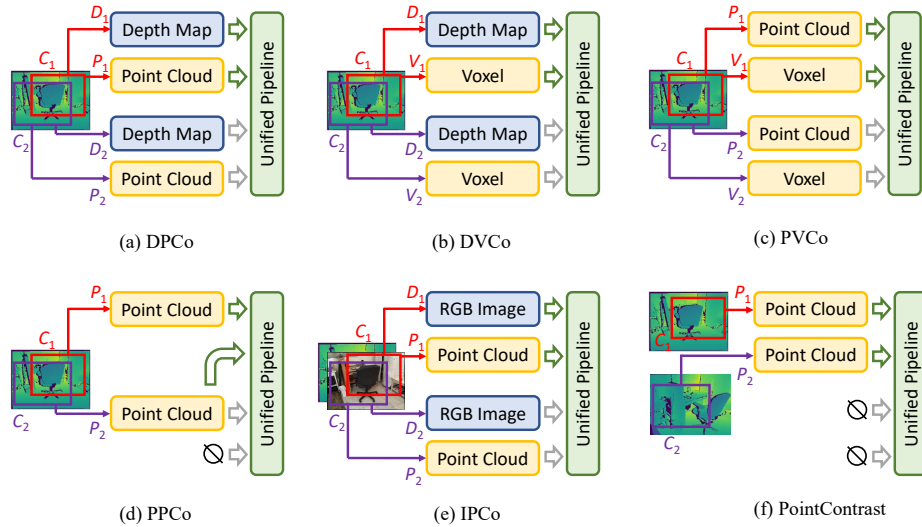 D1
Depth Map
C1
P1
Point Cloud
Depth Map
C2
D2
Point Cloud
P2
Unified Pipeline
(a) DPCo
D1
Depth Map
C1
V1
Voxel
Depth Map
C2
D2
Voxel
V2
Unified Pipeline
(b) DVCo
P1
Point Cloud
C1
V1
Voxel
Point Cloud
C2
P2
Voxel
V2
Unified Pipeline
(c) PVCo
P1
Point Cloud
C1
Point Cloud
C2
P2
Unified Pipeline
(d) PPCo
D1
RGB Image
C1
P1
Point Cloud
RGB Image
C2
D2
Point Cloud
P2
Unified Pipeline
(e) IPCo
P1
Point Cloud
C1
Point Cloud
P2
C2
Unified Pipeline
(f) PointContrast